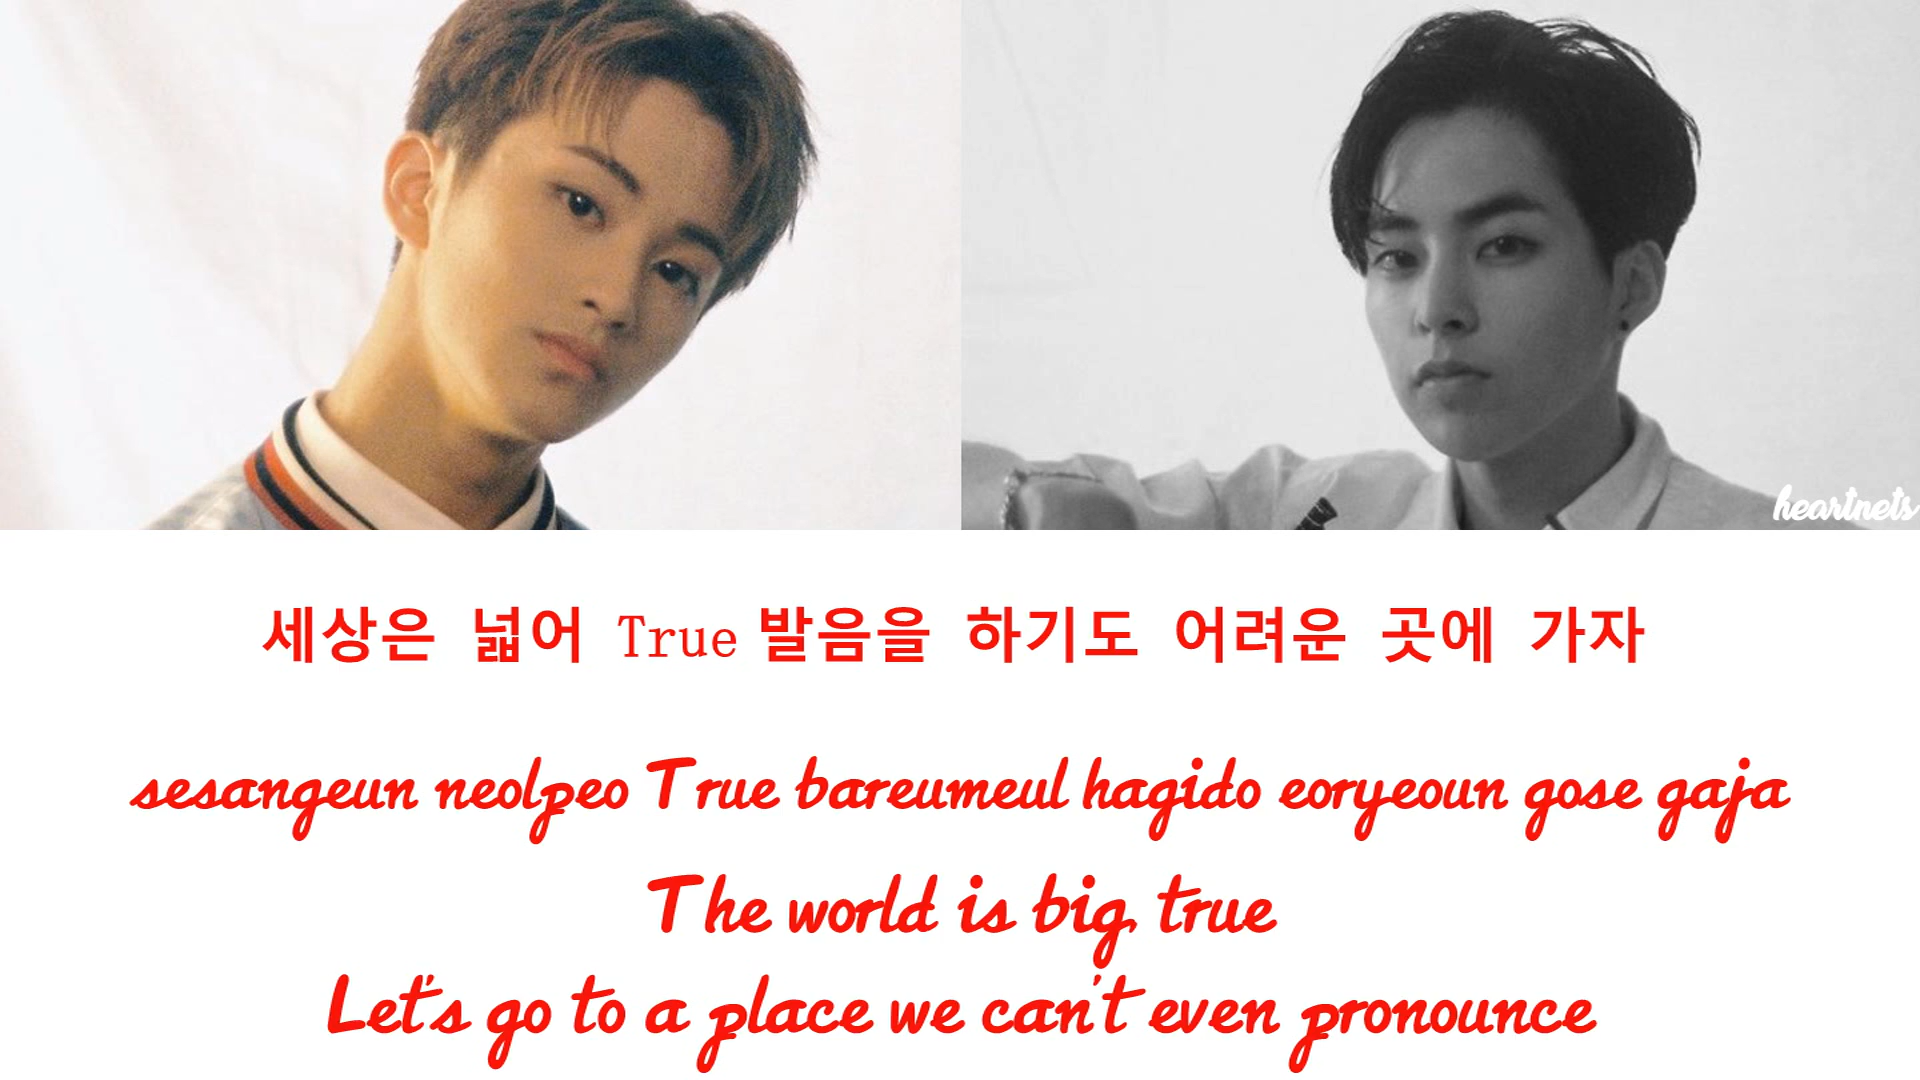 heartnets
세상은 넓어 True 발음을 하기도 어려운 곳에 가자
sesangeun neolpeo True bareumeul hagido eoryeoun gose gaja
The world is big, true
Let's go to a place we can't even pronounce